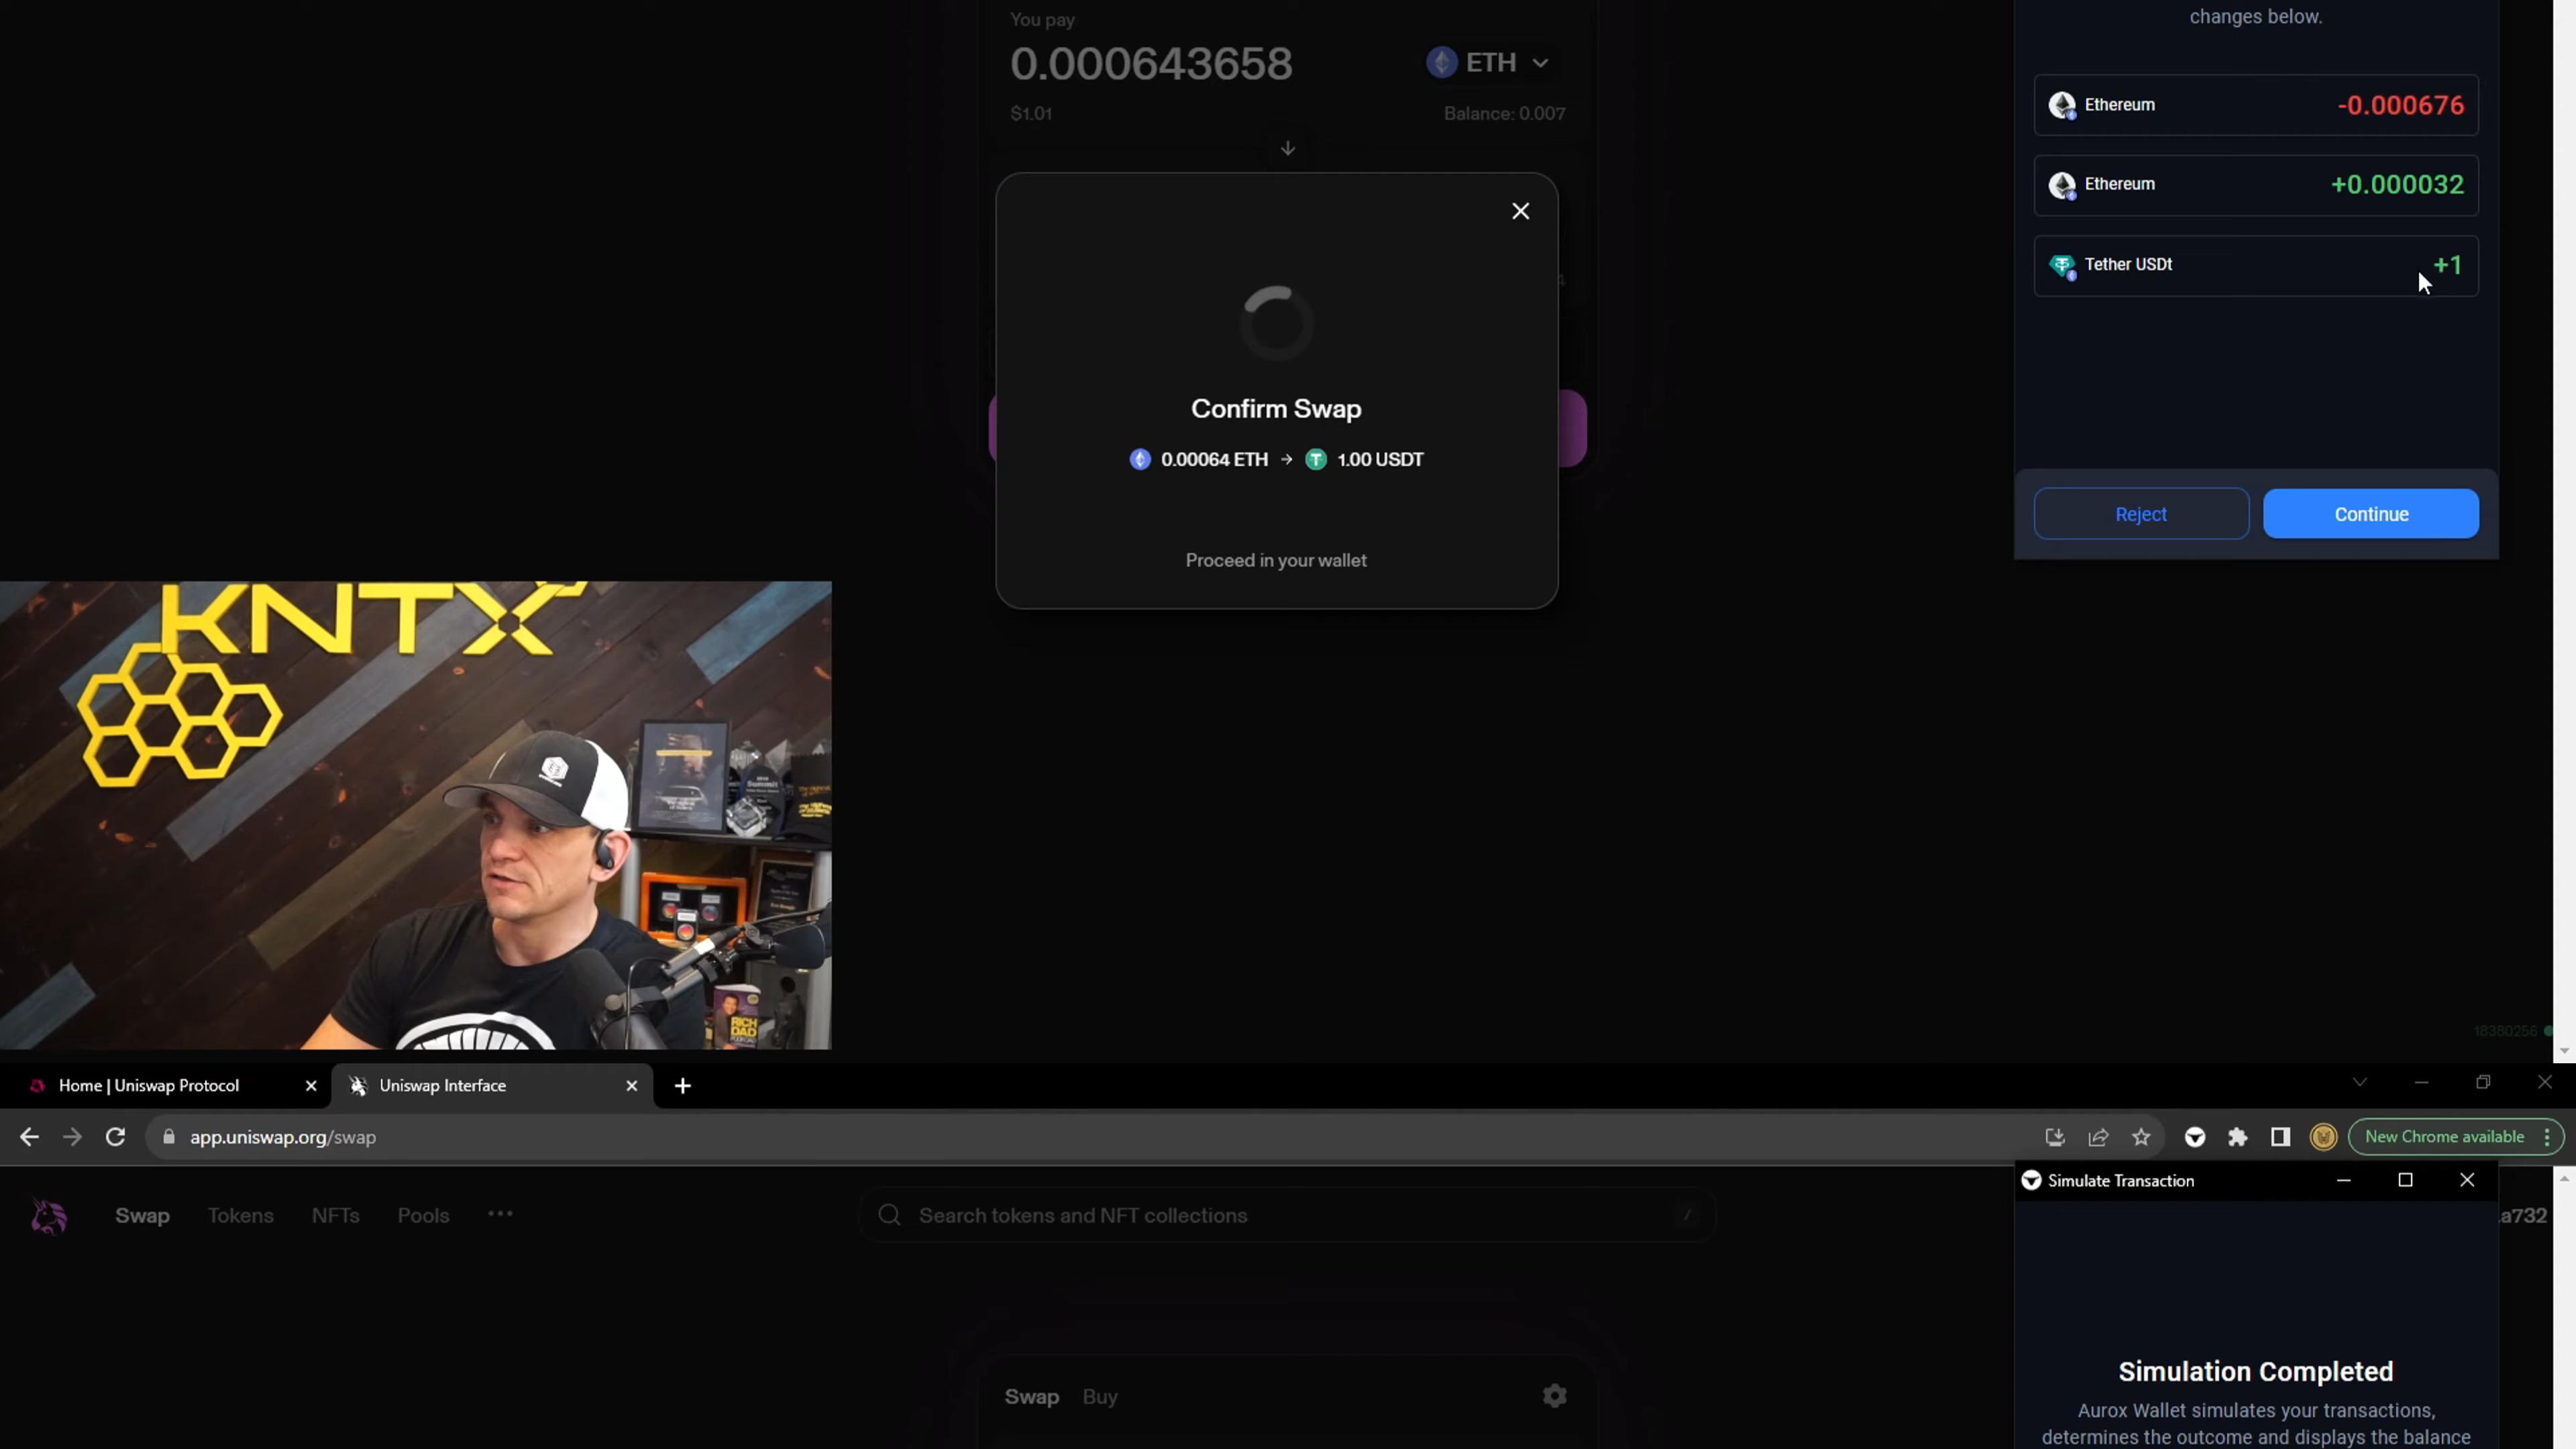 You pay
0.000643658
ETH
$1.01
Balance: 0.007
changes below.
Ethereum
-0.000676
Ethereum
+0.000032
Tether USDt
+1
Reject
Continue
Confirm Swap
0.00064 ETH → 1.00 USDT
Proceed in your wallet
KNTX
Summit
RICH
DAD
18380256
Home | Uniswap Protocol
Uniswap Interface
app.uniswap.org/swap
New Chrome available
Simulate Transaction
Swap
Tokens
NFTs
Pools
Search tokens and NFT collections
/
a732
Swap
Buy
Simulation Completed
Aurox Wallet simulates your transactions,
determines the outcome and displays the balance